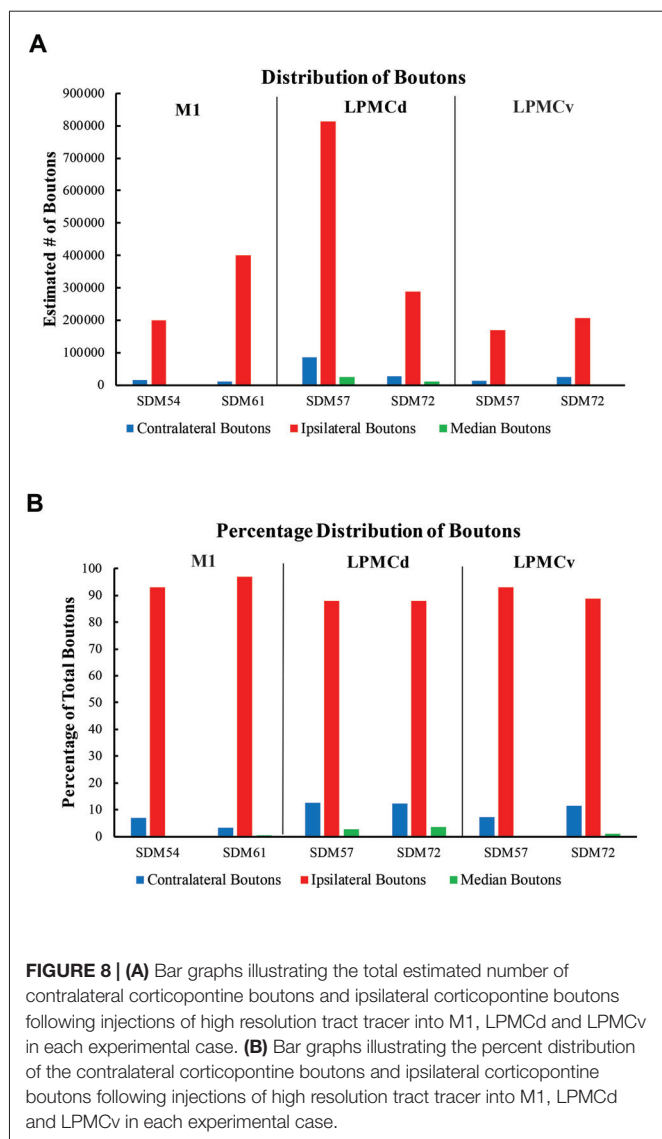 A
Distribution of Boutons
M1 LPMCd LPMCv
Estimated # of Boutons
900000
800000
700000
600000
500000
400000
300000
200000
100000
0
SDM54 SDM61 SDM57 SDM72 SDM57 SDM72
Contralateral Boutons Ipsilateral Boutons Median Boutons
B
Percentage Distribution of Boutons
M1 LPMCd LPMCv
Percentage of Total Boutons
100
90
80
70
60
50
40
30
20
10
0
SDM54 SDM61 SDM57 SDM72 SDM57 SDM72
Contralateral Boutons Ipsilateral Boutons Median Boutons
FIGURE 8 | (A) Bar graphs illustrating the total estimated number of
contralateral corticopontine boutons and ipsilateral corticopontine boutons
following injections of high resolution tract tracer into M1, LPMCd and LPMCv
in each experimental case. (B) Bar graphs illustrating the percent distribution
of the contralateral corticopontine boutons and ipsilateral corticopontine
boutons following injections of high resolution tract tracer into M1, LPMCd
and LPMCv in each experimental case.